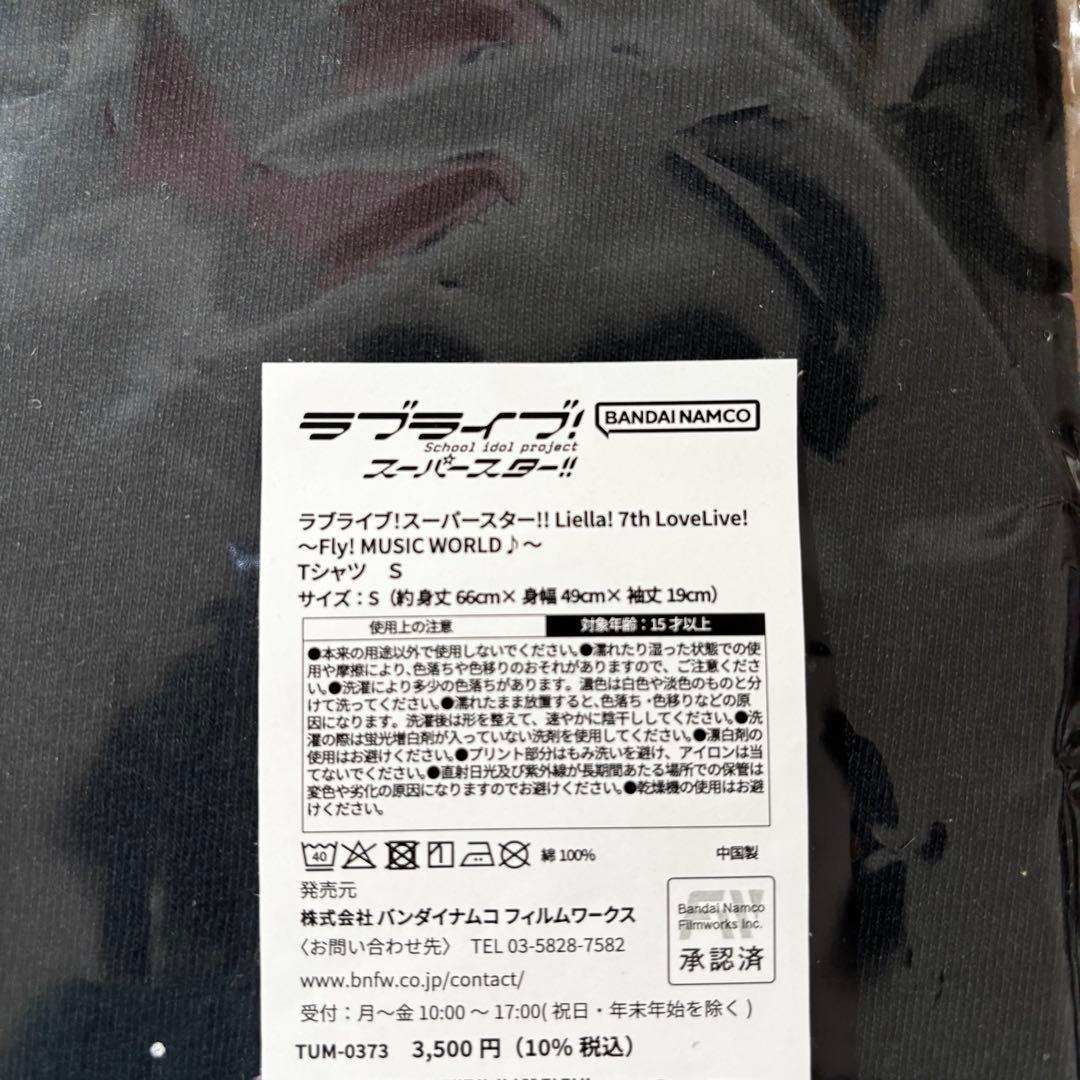 ラブライブ!
School idol project
スーパースター!!
BANDAI NAMCO
ラブライブ!スーパースター!! Liella! 7th LoveLive!
～Fly! MUSIC WORLD♪～
Tシャツ　S
サイズ：S（約 身丈 66cm× 身幅 49cm× 袖丈 19cm）
使用上の注意
対象年齢：15 才以上
●本来の用途以外で使用しないでください。●濡れたり湿った状態での使
用や摩擦により、色落ちや色移りのおそれがありますので、ご注意くださ
い。●洗濯により多少の色落ちがあります。濃色は白色や淡色のものと分
けて洗ってください。●濡れたまま放置すると、色落ち・色移りなどの原
因になります。洗濯後は形を整えて、速やかに陰干ししてください。●洗
濯の際は蛍光増白剤が入っていない洗剤を使用してください。●漂白剤の
使用はお避けください。●プリント部分はもみ洗いを避け、アイロンは当
てないでください。●直射日光及び紫外線が長期間あたる場所での保管は
変色や劣化の原因になりますのでお避けください。●乾燥機の使用はお避
けください。
40
綿 100%
中国製
発売元
株式会社 バンダイナムコ フィルムワークス
〈お問い合わせ先〉　TEL 03-5828-7582
www.bnfw.co.jp/contact/
受付：月～金 10:00 ～ 17:00( 祝日・年末年始を除く )
Bandai Namco
Filmworks Inc.
承認済
TUM-0373　3,500 円（10% 税込）